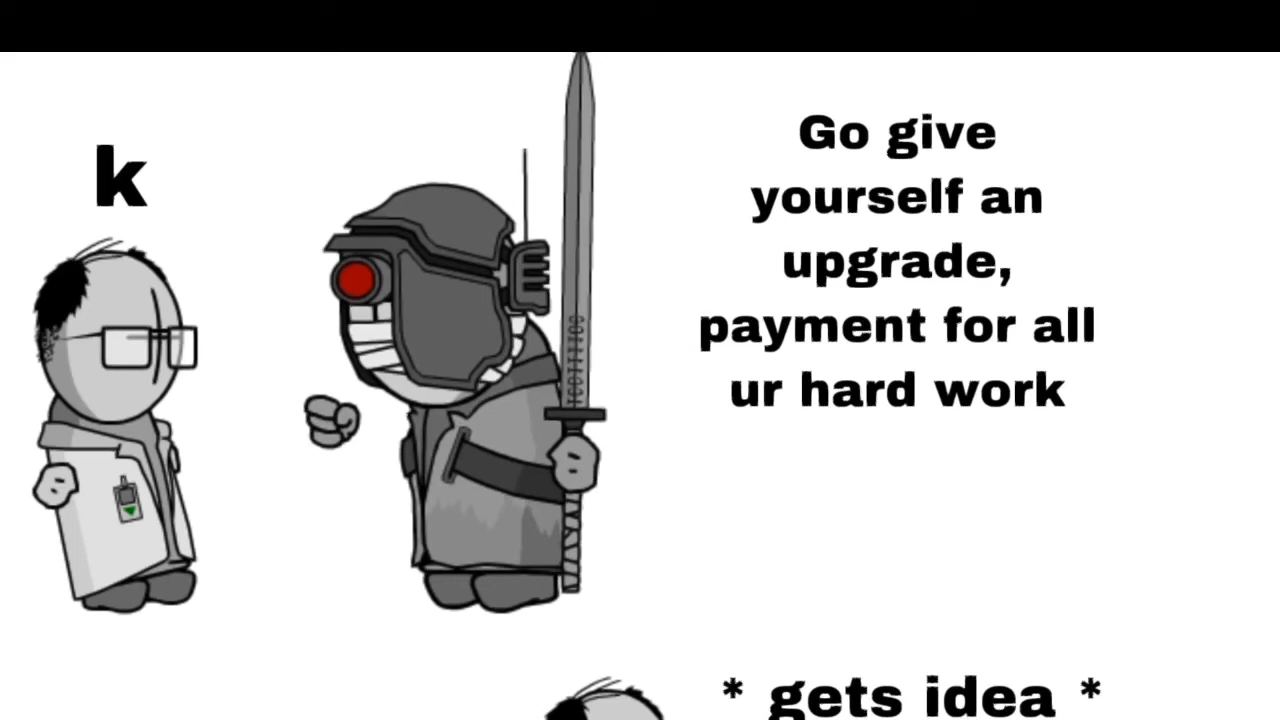 k
Go give
yourself an
upgrade,
payment for all
ur hard work
* gets idea *